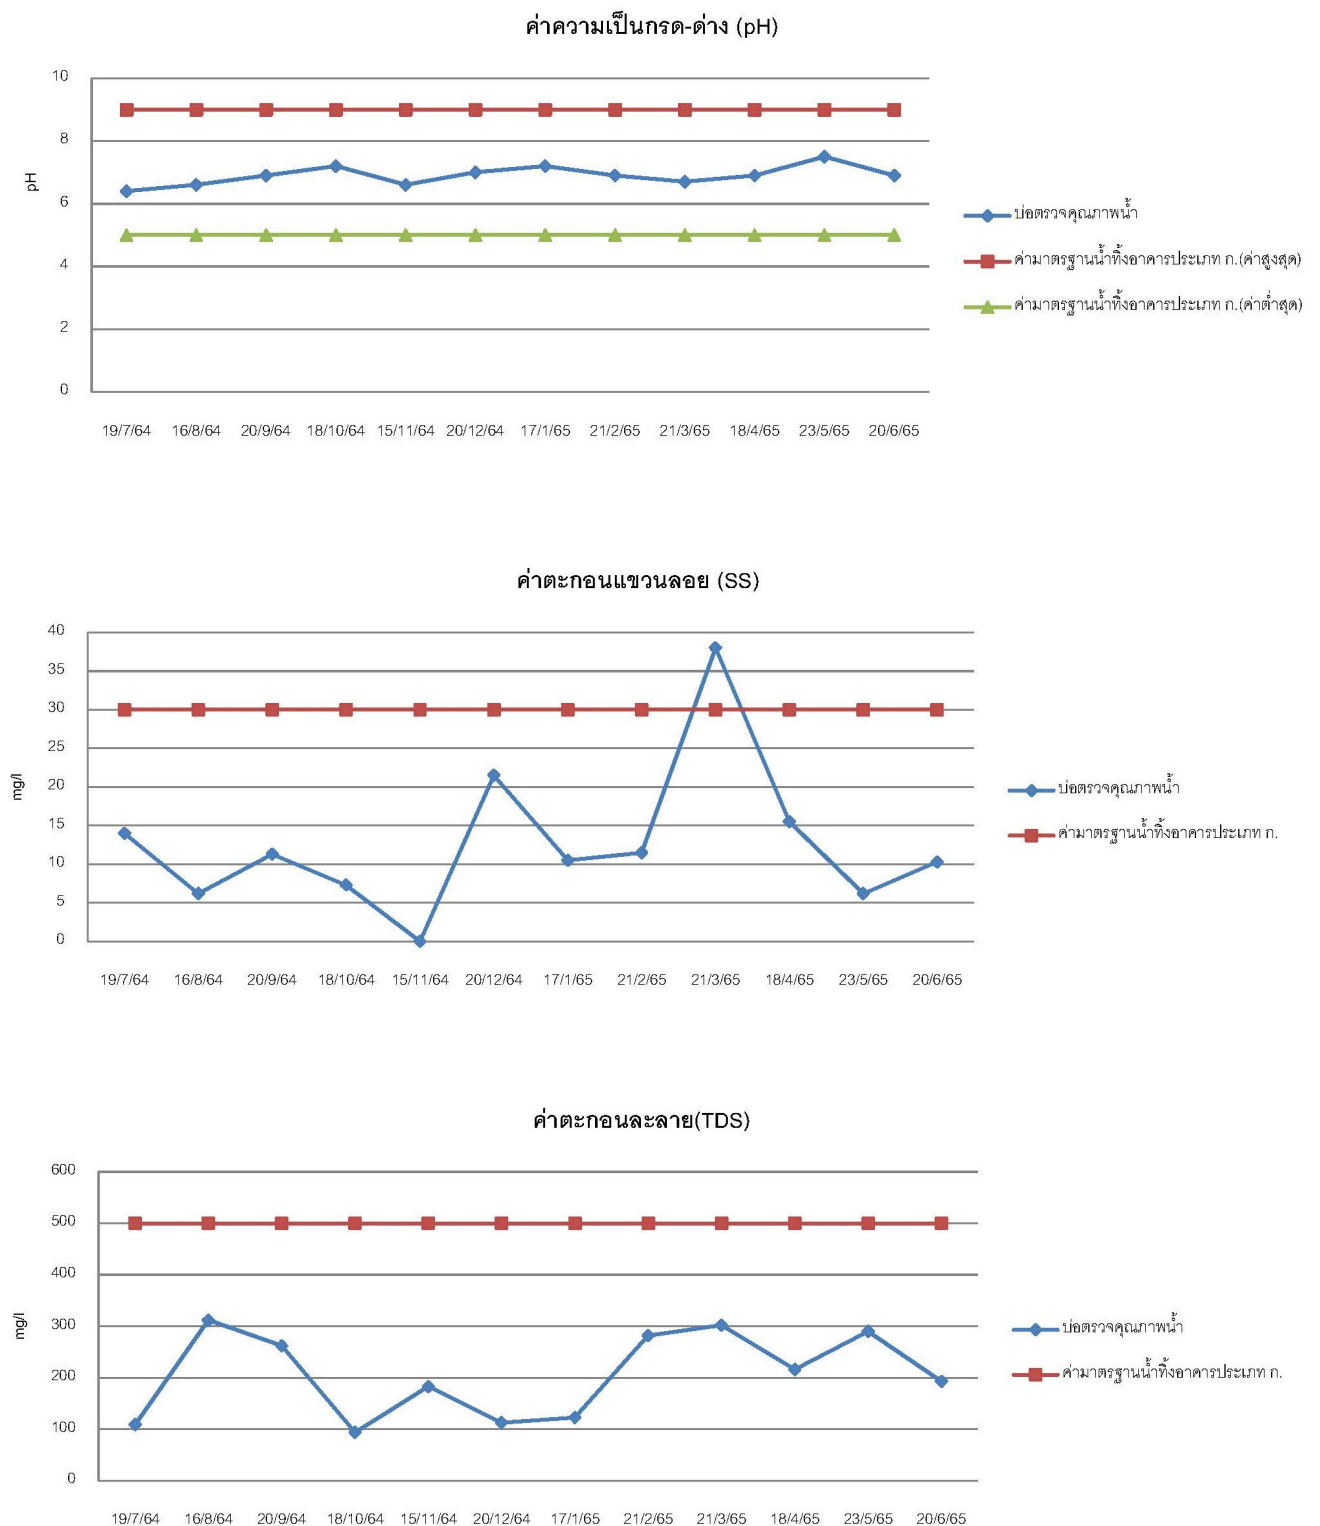 ค่าความเป็นกรด-ด่าง (pH)
10
8
6
4
2
0
pH
19/7/64 16/8/64 20/9/64 18/10/64 15/11/64 20/12/64 17/1/65 21/2/65 21/3/65 18/4/65 23/5/65 20/6/65
บ่อตรวจคุณภาพน้ำ
ค่ามาตรฐานน้ำทิ้งอาคารประเภท ก.(ค่าสูงสุด)
ค่ามาตรฐานน้ำทิ้งอาคารประเภท ก.(ค่าต่ำสุด)
ค่าตะกอนแขวนลอย (SS)
40
35
30
25
20
15
10
5
0
mg/l
19/7/64 16/8/64 20/9/64 18/10/64 15/11/64 20/12/64 17/1/65 21/2/65 21/3/65 18/4/65 23/5/65 20/6/65
บ่อตรวจคุณภาพน้ำ
ค่ามาตรฐานน้ำทิ้งอาคารประเภท ก.
ค่าตะกอนละลาย(TDS)
600
500
400
300
200
100
0
mg/l
19/7/64 16/8/64 20/9/64 18/10/64 15/11/64 20/12/64 17/1/65 21/2/65 21/3/65 18/4/65 23/5/65 20/6/65
บ่อตรวจคุณภาพน้ำ
ค่ามาตรฐานน้ำทิ้งอาคารประเภท ก.